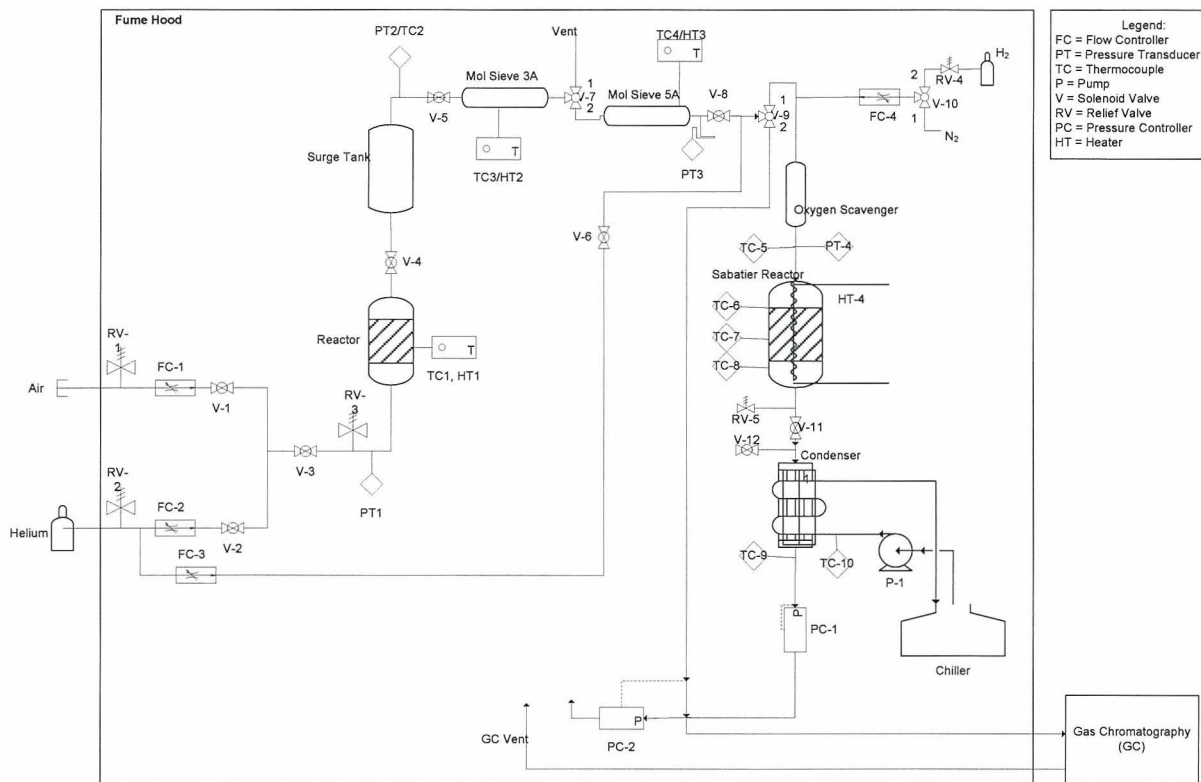 Fume Hood
PT2/TC2
Vent
TC4/HT3
T
Mol Sieve 3A
1
V-7
2
Mol Sieve 5A
V-8
V-5
T
TC3/HT2
PT3
1
V-9
2
2
RV-4
H2
V-10
1
N2
FC-4
Legend:
FC = Flow Controller
PT = Pressure Transducer
TC = Thermocouple
P = Pump
V = Solenoid Valve
RV = Relief Valve
PC = Pressure Controller
HT = Heater
Surge Tank
V-4
V-6
Oxygen Scavenger
TC-5
PT-4
Sabatier Reactor
HT-4
TC-6
TC-7
TC-8
Reactor
T
TC1, HT1
RV-
1
FC-1
Air
V-1
RV-
3
V-3
PT1
RV-
2
FC-2
Helium
V-2
FC-3
RV-5
V-11
V-12
Condenser
1
TC-9
TC-10
P-1
P
PC-1
Chiller
GC Vent
P
PC-2
Gas Chromatography
(GC)